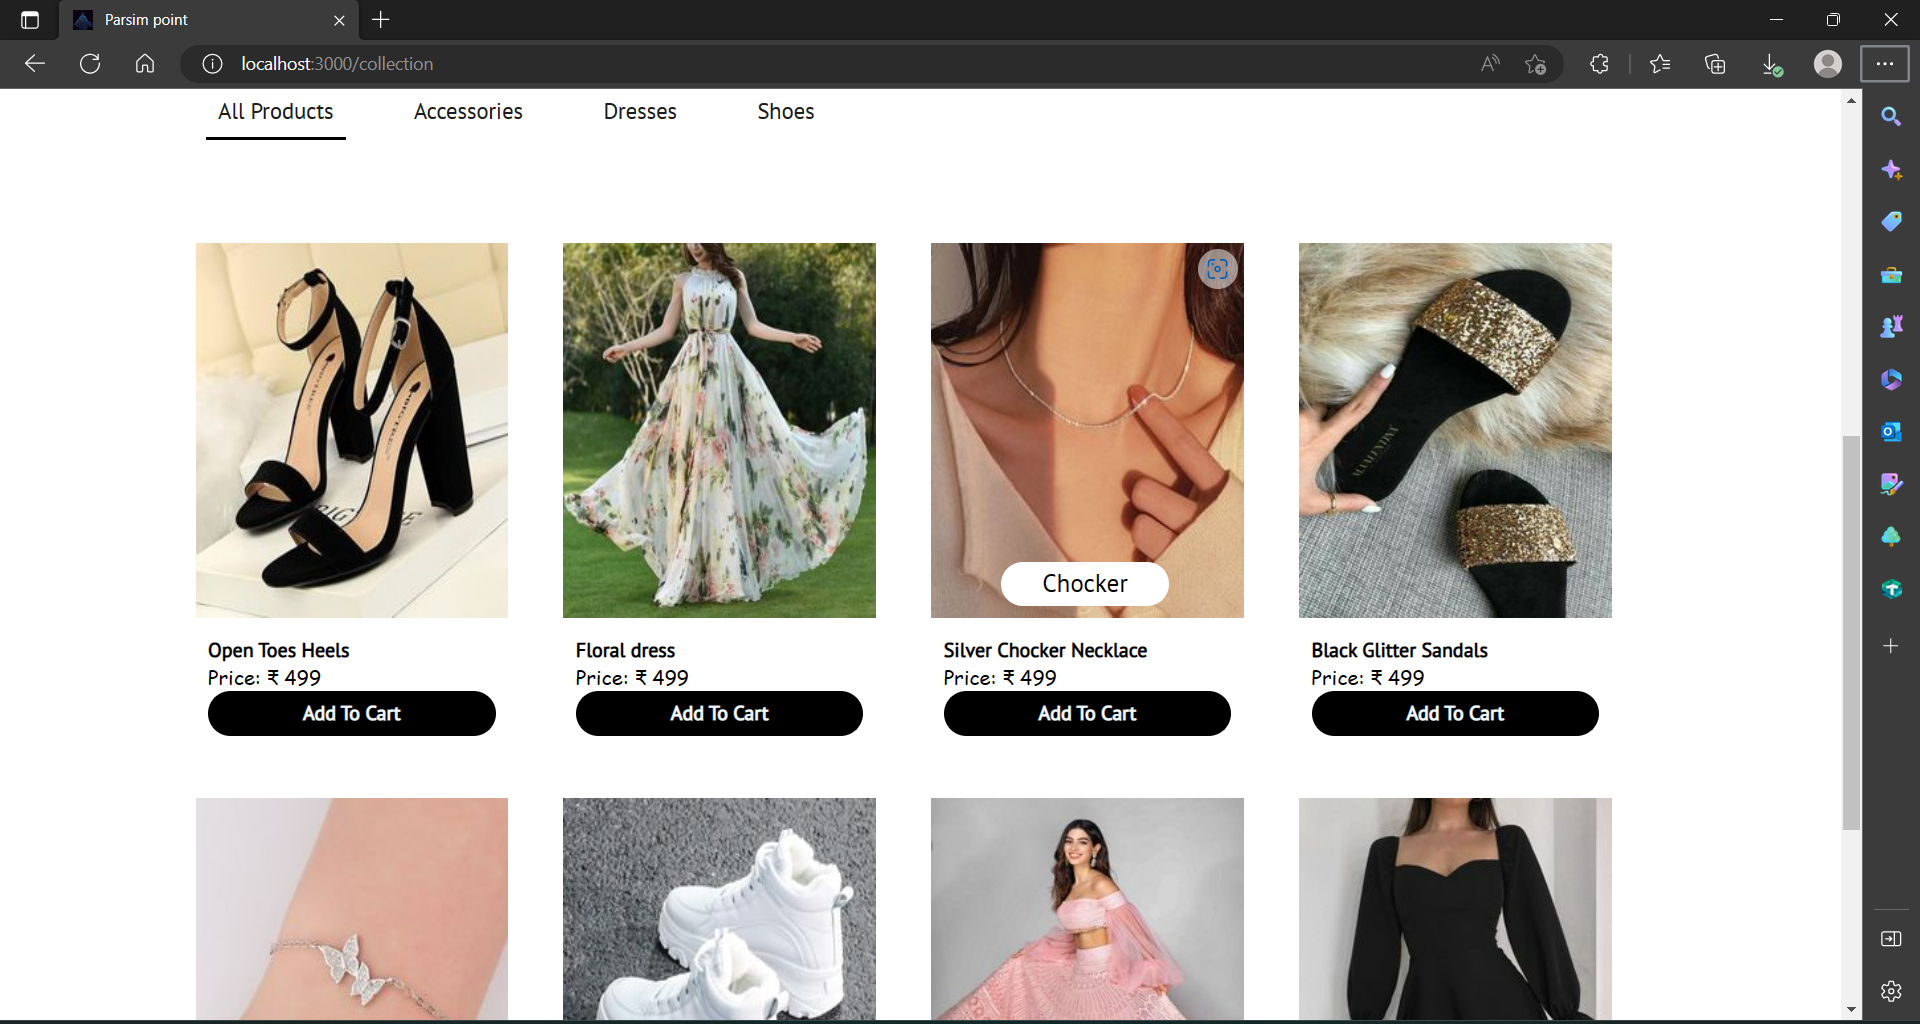 Parsim point
localhost:3000/collection
All Products Accessories Dresses Shoes
Chocker
Open Toes Heels Floral dress Silver Chocker Necklace Black Glitter Sandals
Price: ₹ 499 Price: ₹ 499 Price: ₹ 499 Price: ₹ 499
Add To Cart Add To Cart Add To Cart Add To Cart